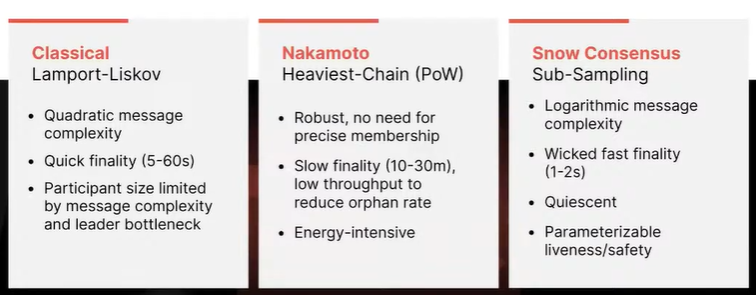 Classical
Lamport-Liskov
• Quadratic message
complexity
• Quick finality (5-60s)
• Participant size limited
by message complexity
and leader bottleneck
Nakamoto
Heaviest-Chain (PoW)
• Robust, no need for
precise membership
• Slow finality (10-30m),
low throughput to
reduce orphan rate
• Energy-intensive
Snow Consensus
Sub-Sampling
• Logarithmic message
complexity
• Wicked fast finality
(1-2s)
• Quiescent
• Parameterizable
liveness/safety